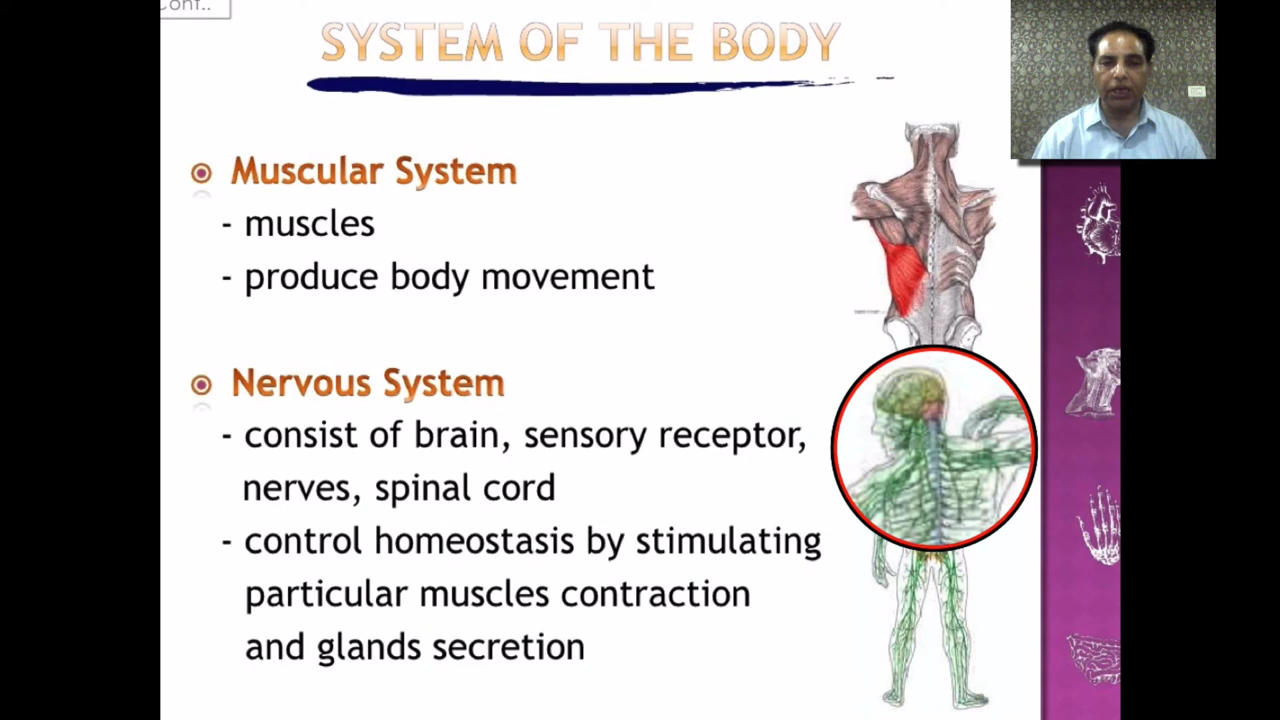 Cont..
SYSTEM OF THE BODY
Muscular System
- muscles
- produce body movement
Nervous System
- consist of brain, sensory receptor,
nerves, spinal cord
- control homeostasis by stimulating
particular muscles contraction
and glands secretion